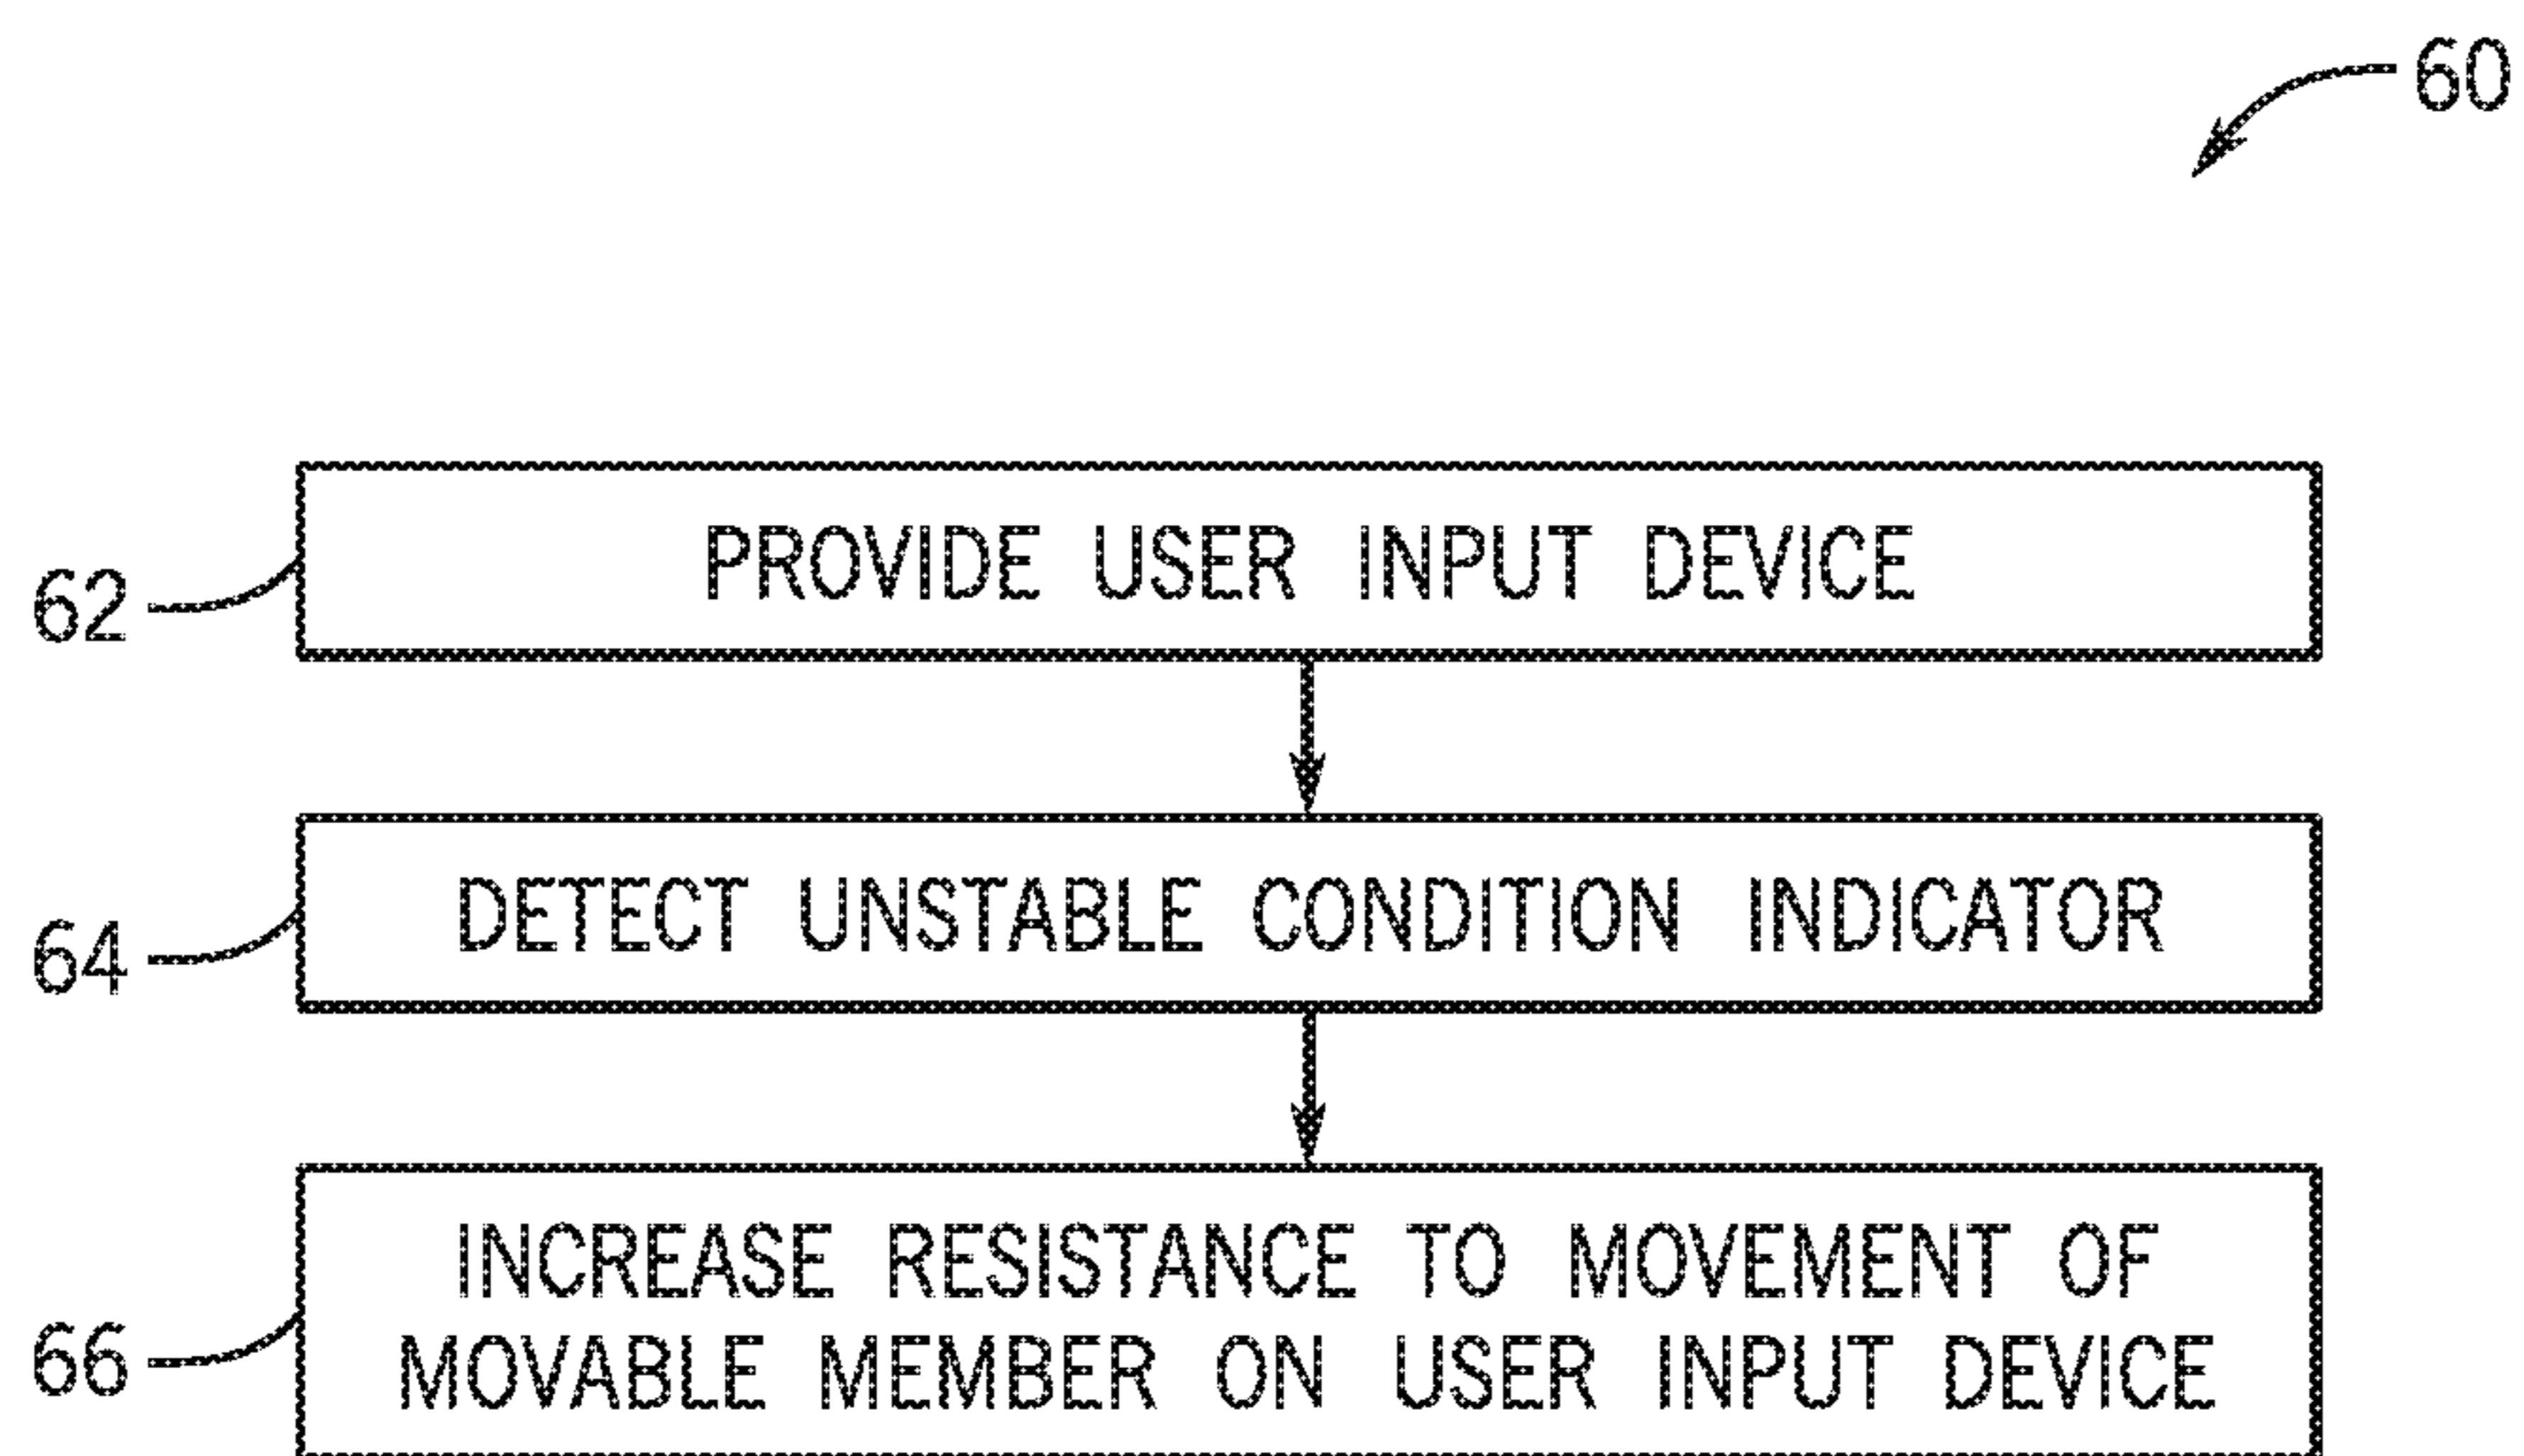 60
62
PROVIDE USER INPUT DEVICE
64
DETECT UNSTABLE CONDITION INDICATOR
66
INCREASE RESISTANCE TO MOVEMENT OF
MOVABLE MEMBER ON USER INPUT DEVICE